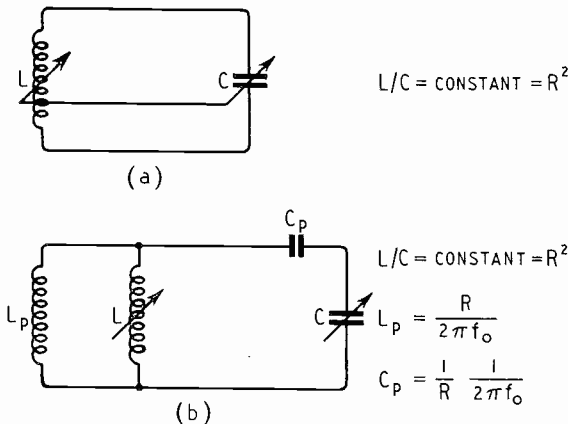 L
C
L/C = CONSTANT = R²
(a)
C_P
L/C = CONSTANT = R²
L_P
L
C
L_P = R / 2πf₀
C_P = 1/R 1/2πf₀
(b)